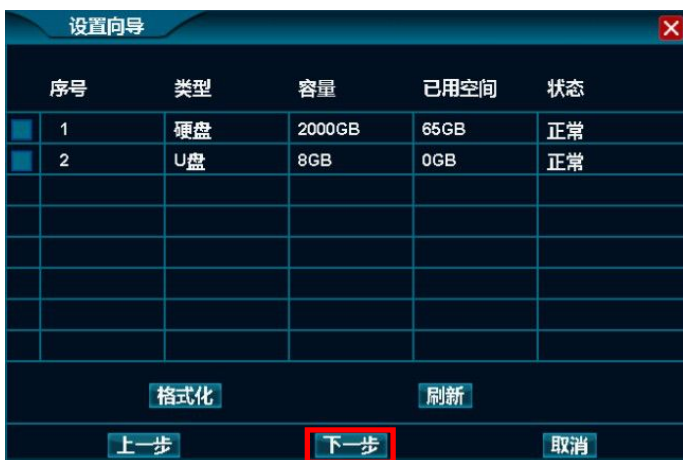 设置向导
序号 类型 容量 已用空间 状态
1 硬盘 2000GB 65GB 正常
2 U盘 8GB 0GB 正常
格式化 刷新
上一步 下一步 取消